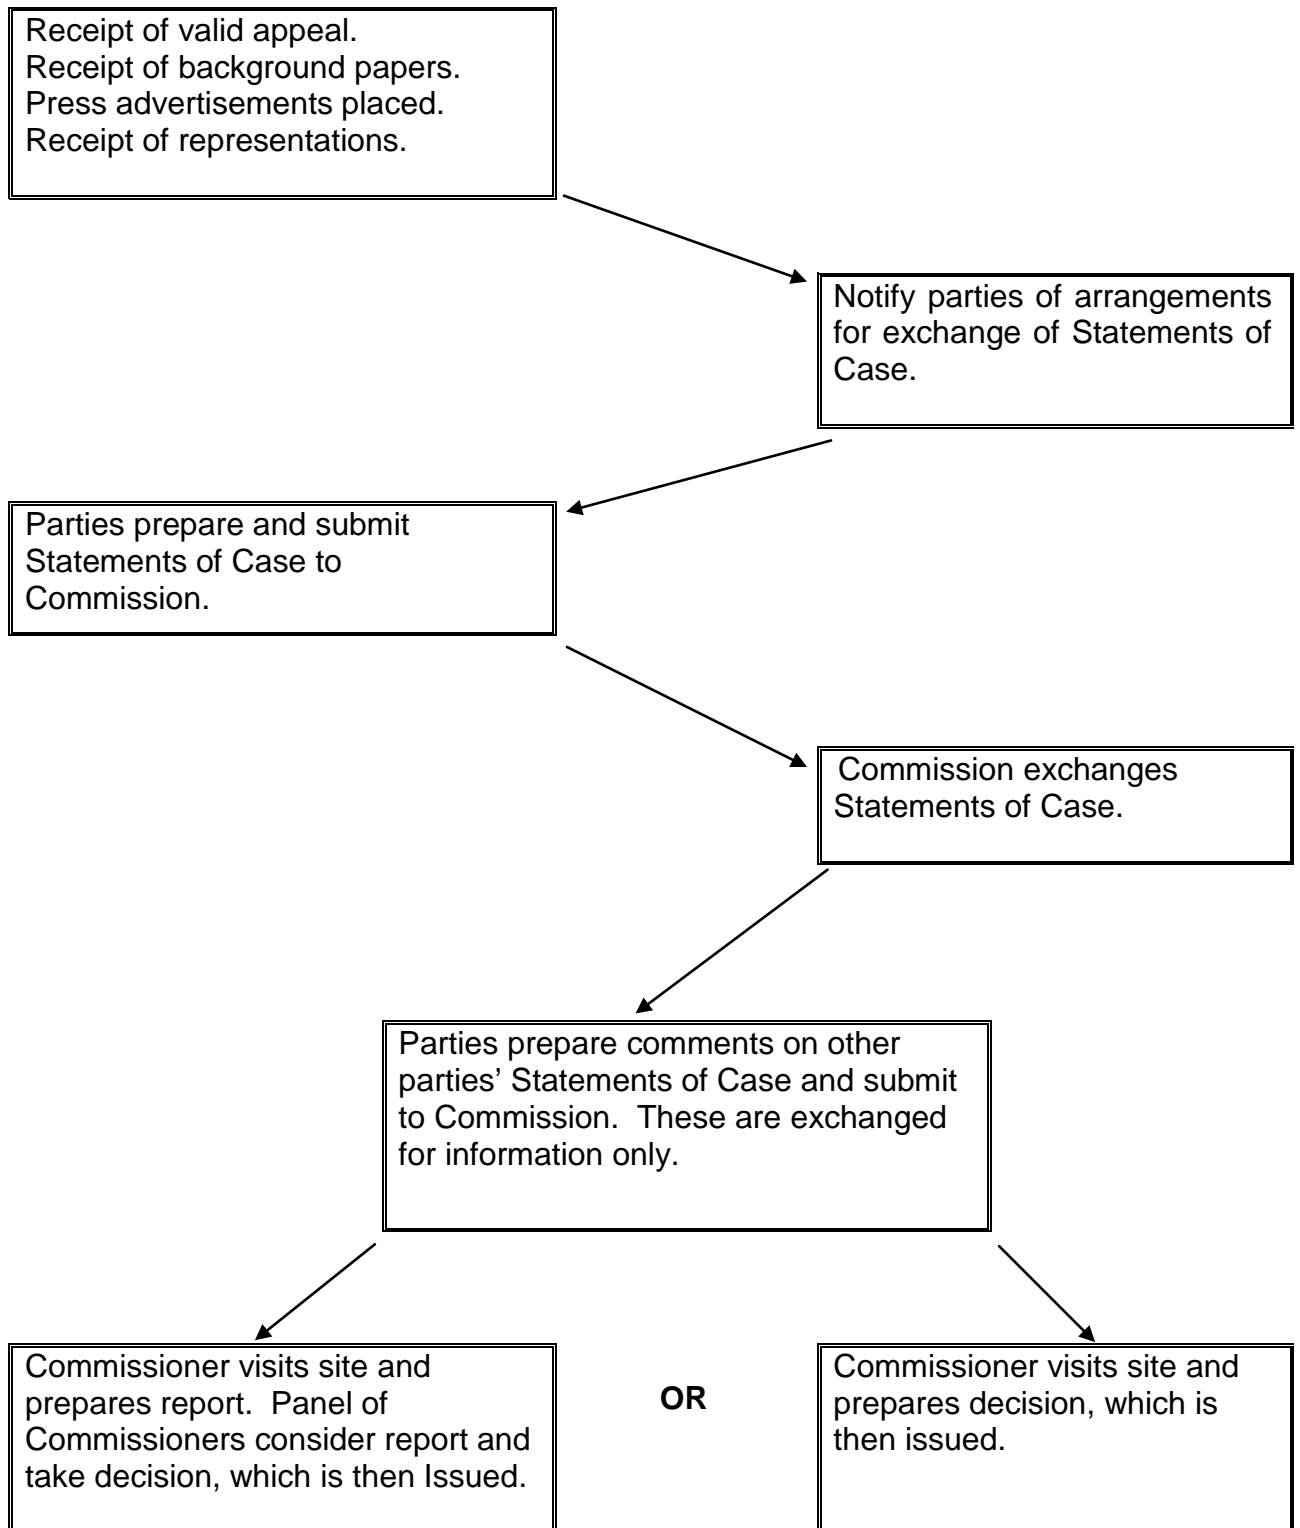 Receipt of valid appeal.
Receipt of background papers.
Press advertisements placed.
Receipt of representations.
Notify parties of arrangements
for exchange of Statements of
Case.
Parties prepare and submit
Statements of Case to
Commission.
Commission exchanges
Statements of Case.
Parties prepare comments on other
parties’ Statements of Case and submit
to Commission.  These are exchanged
for information only.
Commissioner visits site and
prepares report.  Panel of
Commissioners consider report and
take decision, which is then Issued.
OR
Commissioner visits site and
prepares decision, which is
then issued.